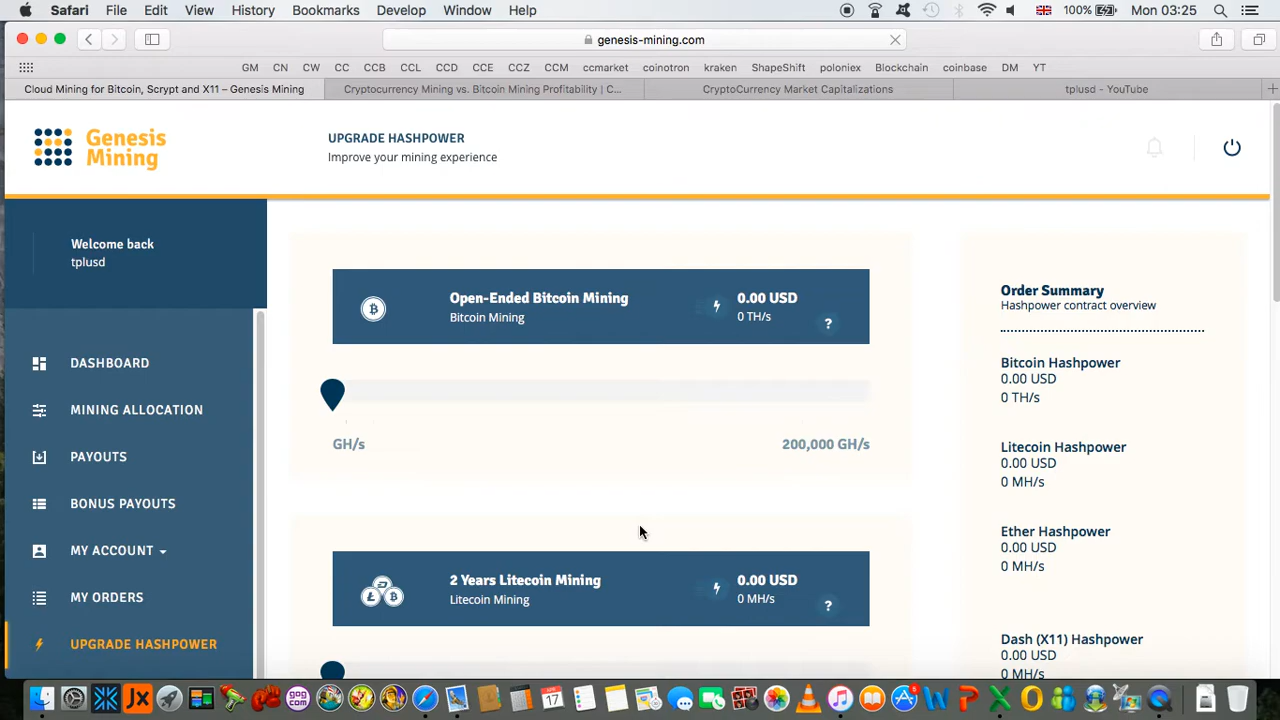 Safari File Edit View History Bookmarks Develop Window Help 100% Mon 03:25
genesis-mining.com
GM CN CW CC CCB CCL CCD CCE CCZ CCM ccmarket coinotron kraken ShapeShift poloniex Blockchain coinbase DM YT
Cloud Mining for Bitcoin, Scrypt and X11 – Genesis Mining
Cryptocurrency Mining vs. Bitcoin Mining Profitability | C...
CryptoCurrency Market Capitalizations
tplusd - YouTube
Genesis
Mining
UPGRADE HASHPOWER
Improve your mining experience
Welcome back
tplusd
DASHBOARD
MINING ALLOCATION
PAYOUTS
BONUS PAYOUTS
MY ACCOUNT
MY ORDERS
UPGRADE HASHPOWER
Open-Ended Bitcoin Mining
Bitcoin Mining
0.00 USD
0 TH/s
?
GH/s
200,000 GH/s
2 Years Litecoin Mining
Litecoin Mining
0.00 USD
0 MH/s
?
Order Summary
Hashpower contract overview
Bitcoin Hashpower
0.00 USD
0 TH/s
Litecoin Hashpower
0.00 USD
0 MH/s
Ether Hashpower
0.00 USD
0 MH/s
Dash (X11) Hashpower
0.00 USD
0 MH/s